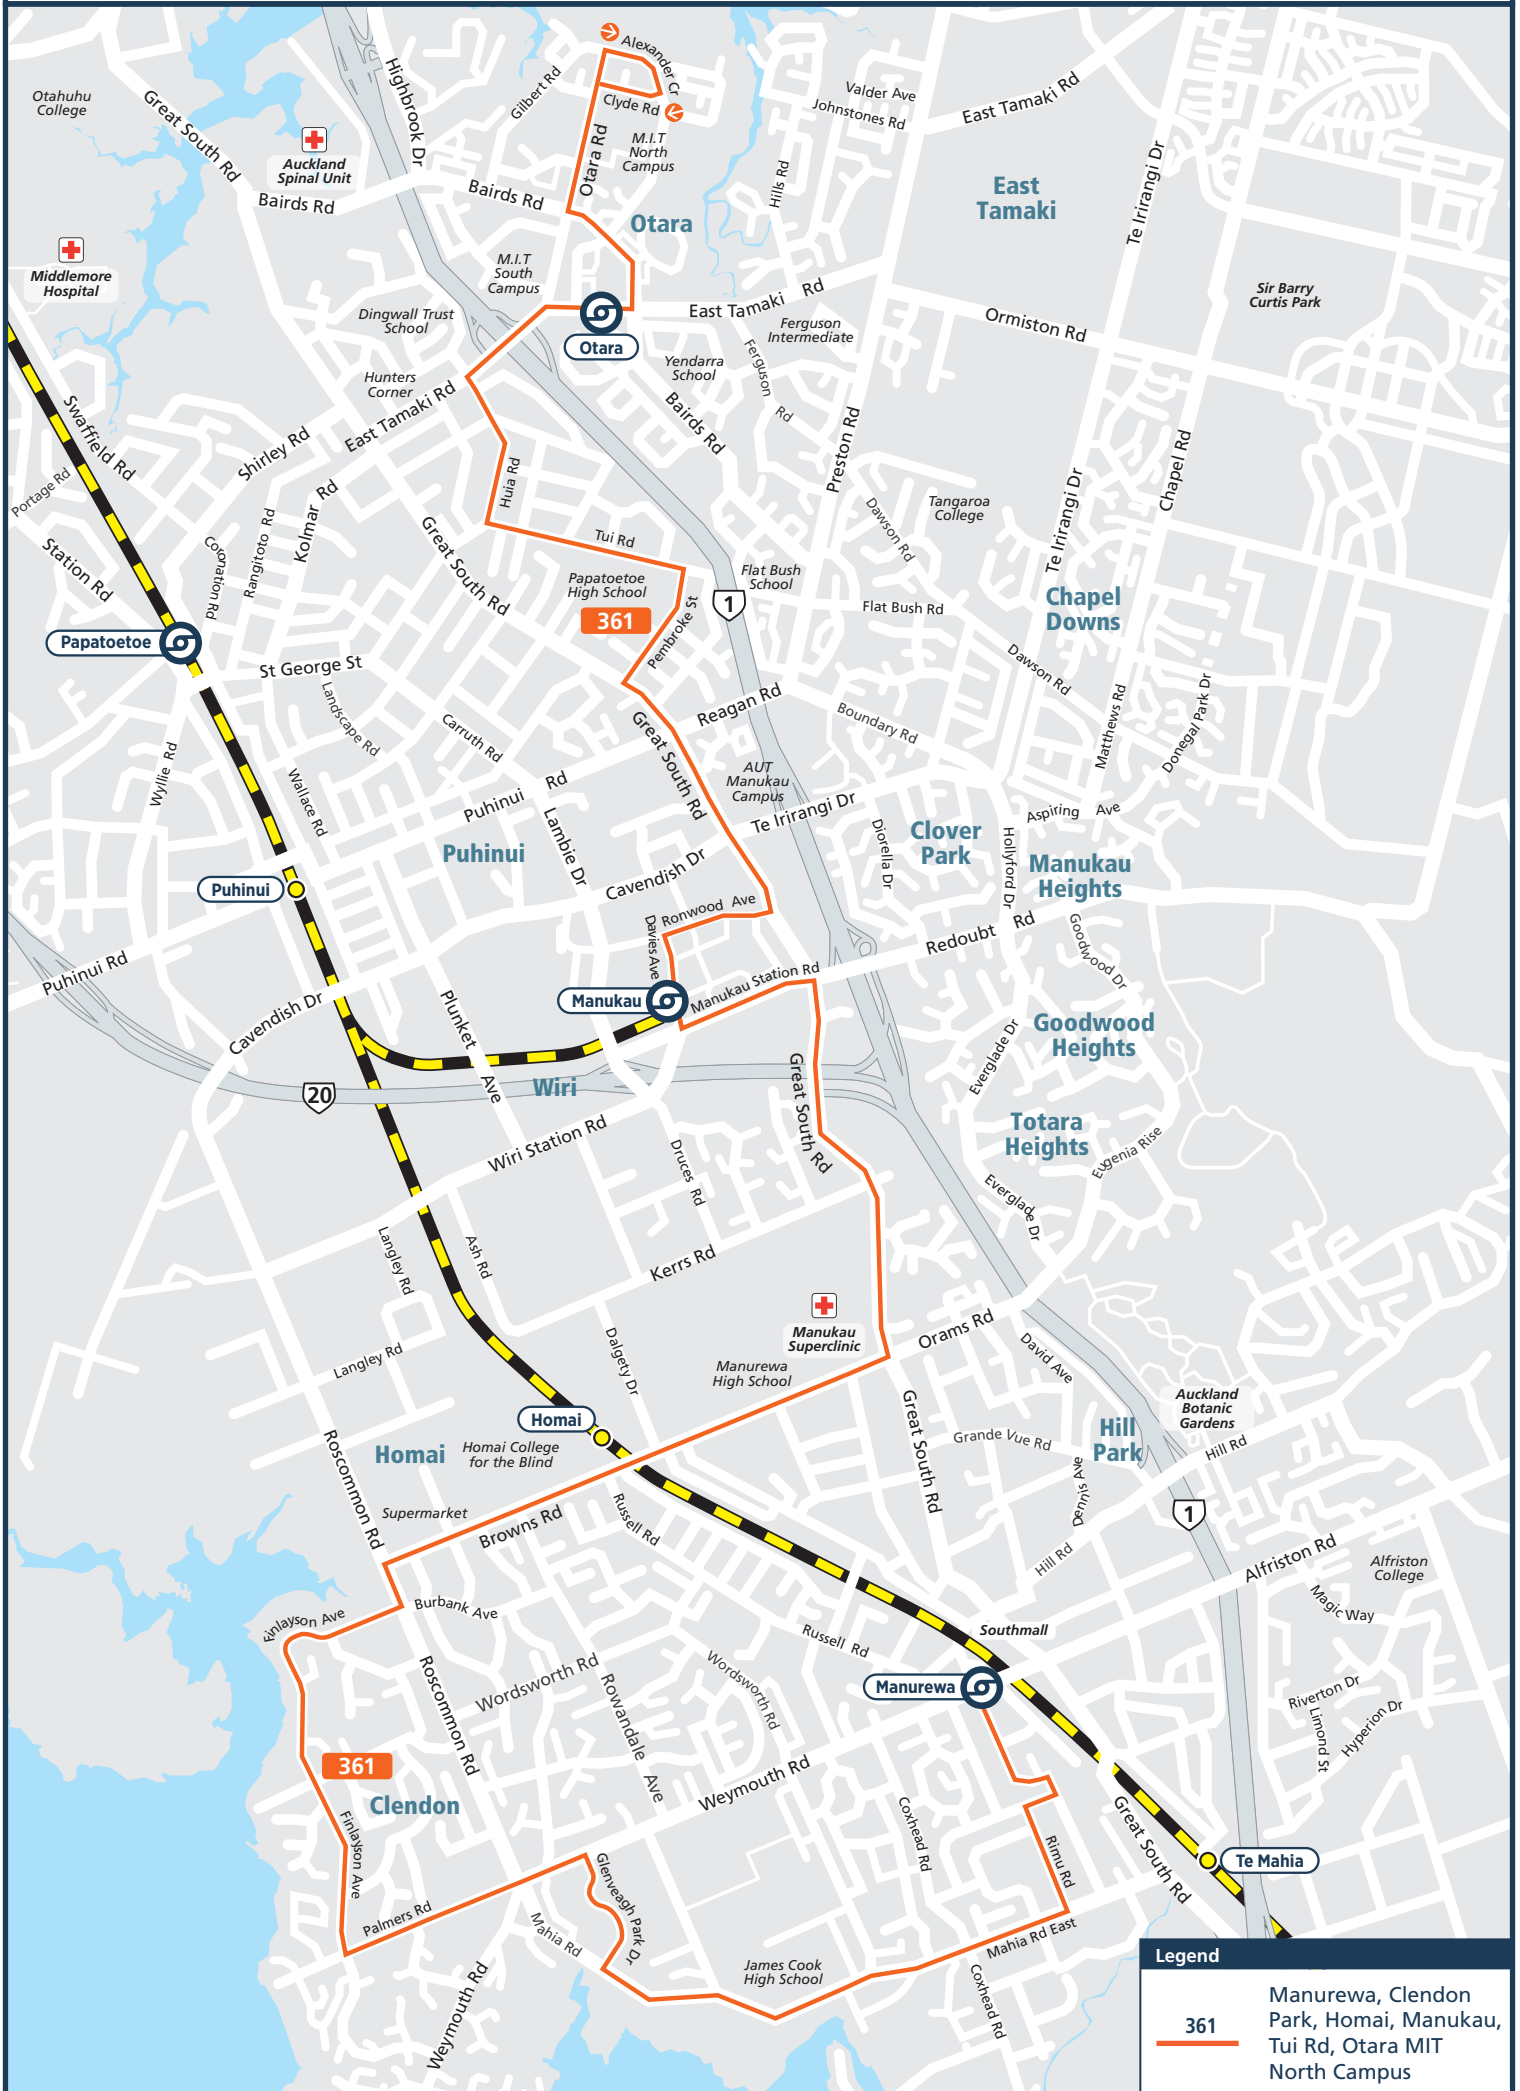 Otahuhu
College
Great South Rd
Highbrook Dr
Gilbert Rd
Alexander Cr
Clyde Rd
Otara Rd
M.I.T
North
Campus
Valder Ave
Johnstones Rd
East Tamaki Rd
Auckland
Spinal Unit
Bairds Rd
Bairds Rd
Otara
Hills Rd
East
Tamaki
Te Irirangi Dr
Middlemore
Hospital
M.I.T
South
Campus
Dingwall Trust
School
Otara
East Tamaki Rd
Ferguson
Intermediate
Ormiston Rd
Sir Barry
Curtis Park
Hunters
Corner
East Tamaki Rd
Yendarra
School
Ferguson Rd
Bairds Rd
Preston Rd
Swaffield Rd
Portage Rd
Shirley Rd
Kolmar Rd
Huia Rd
Station Rd
Coronation Rd
Rangitoto Rd
Great South Rd
Tui Rd
Dawson Rd
Tangaroa
College
Te Irirangi Dr
Chapel Rd
Papatoetoe
High School
361
Pembroke St
1
Flat Bush
School
Flat Bush Rd
Chapel
Downs
Papatoetoe
St George St
Landscape Rd
Carruth Rd
Great South Rd
Reagan Rd
Boundary Rd
Dawson Rd
Matthews Rd
Donegal Park Dr
Wyllie Rd
Wallace Rd
Puhinui Rd
Lambie Dr
AUT
Manukau
Campus
Te Irirangi Dr
Aspiring Ave
Puhinui
Cavendish Dr
Diorella Dr
Clover
Park
Hollyford Dr
Manukau
Heights
Puhinui
Ronwood Ave
Davies Ave
Redoubt Rd
Goodwood Dr
Puhinui Rd
Cavendish Dr
Plunket Ave
Manukau
Manukau Station Rd
Goodwood
Heights
Everglade Dr
20
Wiri
Great South Rd
Totara
Heights
Eugenia Rise
Wiri Station Rd
Druces Rd
Everglade Dr
Langley Rd
Ash Rd
Kerrs Rd
Manukau
Superclinic
Orams Rd
David Ave
Langley Rd
Dalgety Dr
Manurewa
High School
Auckland
Botanic
Gardens
Homai
Homai
Homai College
for the Blind
Great South Rd
Grande Vue Rd
Hill
Park
Hill Rd
Roscommon Rd
Supermarket
Browns Rd
Russell Rd
Dennis Ave
1
Hill Rd
Alfriston Rd
Alfriston
College
Finlayson Ave
Burbank Ave
Magic Way
Roscommon Rd
Wordsworth Rd
Rowandale Ave
Wordsworth Rd
Russell Rd
Southmall
Manurewa
Riverton Dr
Limond St
Hyperion Dr
361
Clendon
Weymouth Rd
Finlayson Ave
Coxhead Rd
Rimu Rd
Great South Rd
Te Mahia
Palmers Rd
Glenveagh Park Dr
Mahia Rd
James Cook
High School
Mahia Rd East
Weymouth Rd
Coxhead Rd
Legend
361
Manurewa, Clendon
Park, Homai, Manukau,
Tui Rd, Otara MIT
North Campus